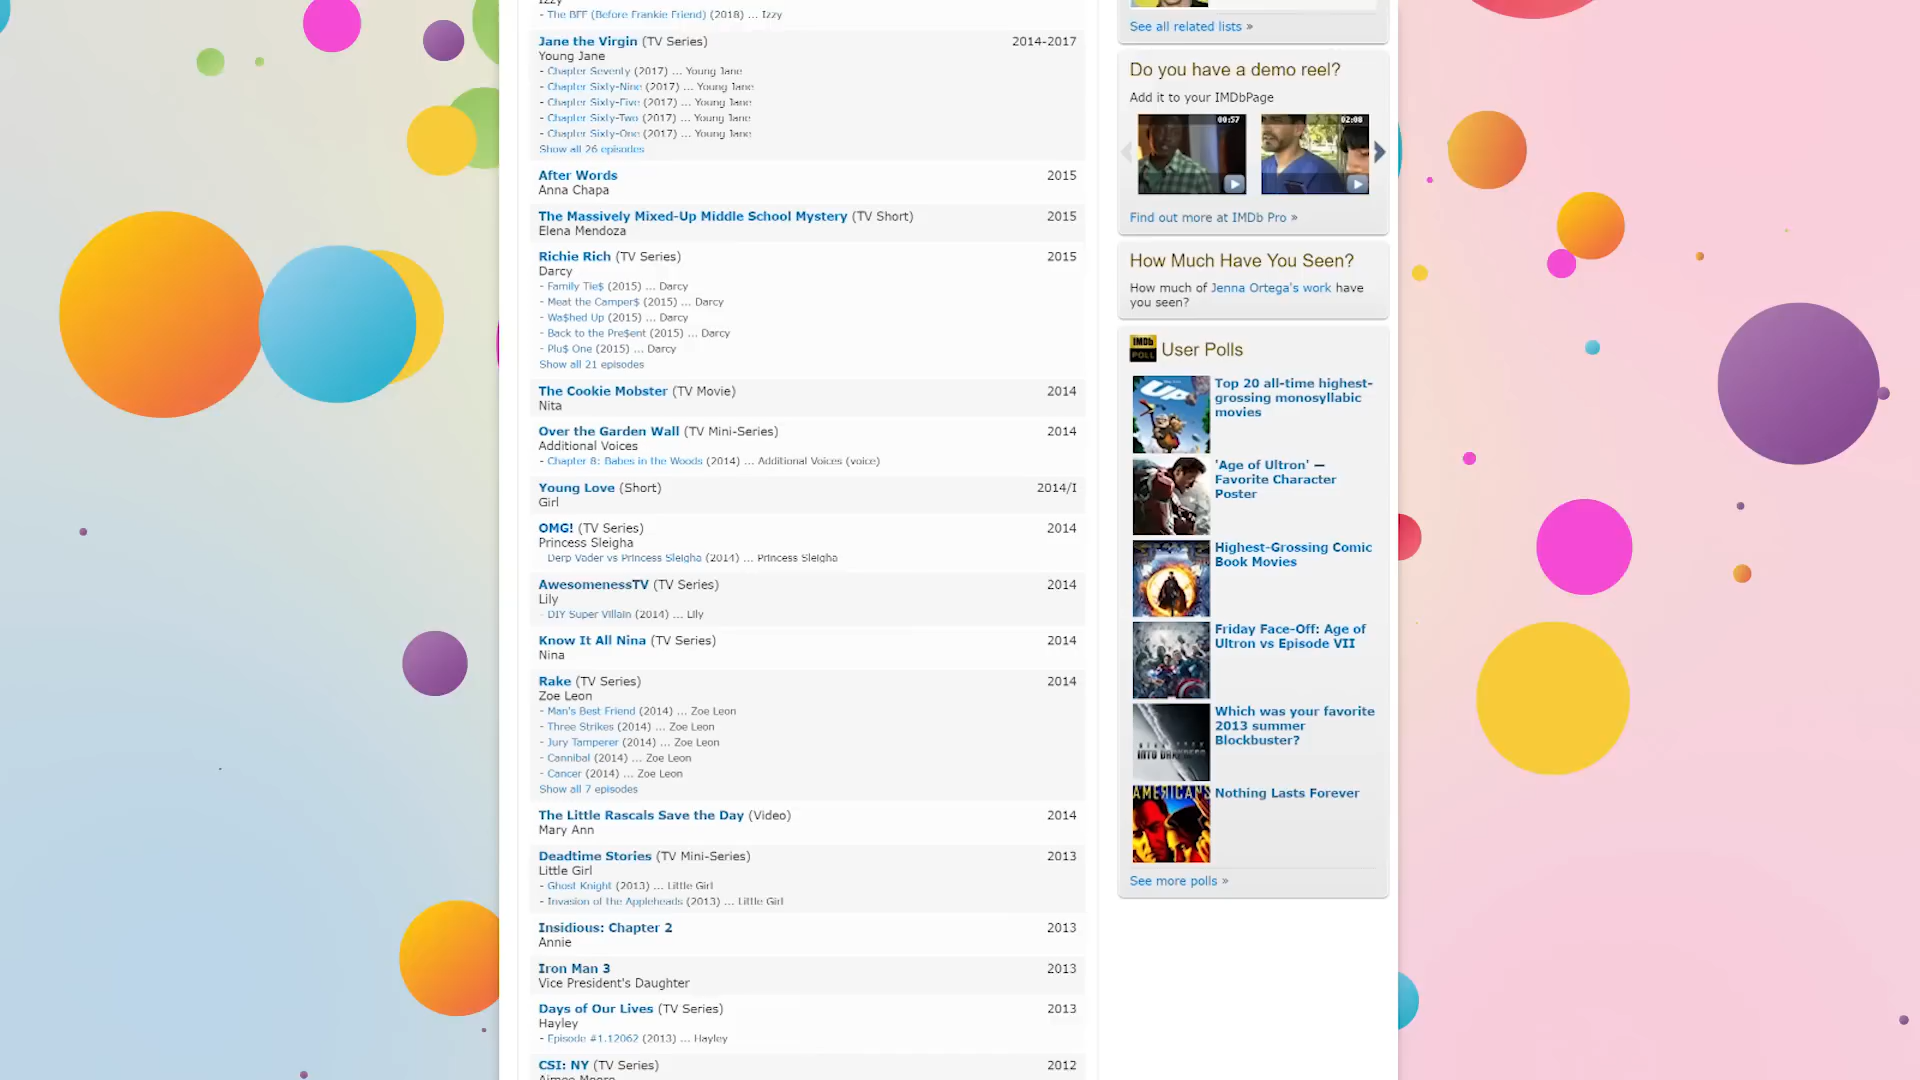 Izzy
- The BFF (Before Frankie Friend) (2018) ... Izzy
Jane the Virgin (TV Series) 2014-2017
Young Jane
- Chapter Seventy (2017) ... Young Jane
- Chapter Sixty-Nine (2017) ... Young Jane
- Chapter Sixty-Five (2017) ... Young Jane
- Chapter Sixty-Two (2017) ... Young Jane
- Chapter Sixty-One (2017) ... Young Jane
Show all 26 episodes
After Words 2015
Anna Chapa
The Massively Mixed-Up Middle School Mystery (TV Short) 2015
Elena Mendoza
Richie Rich (TV Series) 2015
Darcy
- Family Tie$ (2015) ... Darcy
- Meat the Camper$ (2015) ... Darcy
- Wa$hed Up (2015) ... Darcy
- Back to the Pre$ent (2015) ... Darcy
- Plu$ One (2015) ... Darcy
Show all 21 episodes
The Cookie Mobster (TV Movie) 2014
Nita
Over the Garden Wall (TV Mini-Series) 2014
Additional Voices
- Chapter 8: Babes in the Woods (2014) ... Additional Voices (voice)
Young Love (Short) 2014/I
Girl
OMG! (TV Series) 2014
Princess Sleigha
Derp Vader vs Princess Sleigha (2014) ... Princess Sleigha
AwesomenessTV (TV Series) 2014
Lily
- DIY Super Villain (2014) ... Lily
Know It All Nina (TV Series) 2014
Nina
Rake (TV Series) 2014
Zoe Leon
- Man's Best Friend (2014) ... Zoe Leon
- Three Strikes (2014) ... Zoe Leon
- Jury Tamperer (2014) ... Zoe Leon
- Cannibal (2014) ... Zoe Leon
- Cancer (2014) ... Zoe Leon
Show all 7 episodes
The Little Rascals Save the Day (Video) 2014
Mary Ann
Deadtime Stories (TV Mini-Series) 2013
Little Girl
- Ghost Knight (2013) ... Little Girl
- Invasion of the Appleheads (2013) ... Little Girl
Insidious: Chapter 2 2013
Annie
Iron Man 3 2013
Vice President's Daughter
Days of Our Lives (TV Series) 2013
Hayley
- Episode #1.12062 (2013) ... Hayley
CSI: NY (TV Series) 2012
Aimee Moore
See all related lists »
Do you have a demo reel?
Add it to your IMDbPage
00:57
02:08
Find out more at IMDb Pro »
How Much Have You Seen?
How much of Jenna Ortega's work have
you seen?
IMDb
POLL
User Polls
UP
Top 20 all-time highest-
grossing monosyllabic
movies
'Age of Ultron' —
Favorite Character
Poster
Highest-Grossing Comic
Book Movies
Friday Face-Off: Age of
Ultron vs Episode VII
INTO DARKNESS
Which was your favorite
2013 summer
Blockbuster?
AMERICANS
Nothing Lasts Forever
See more polls »